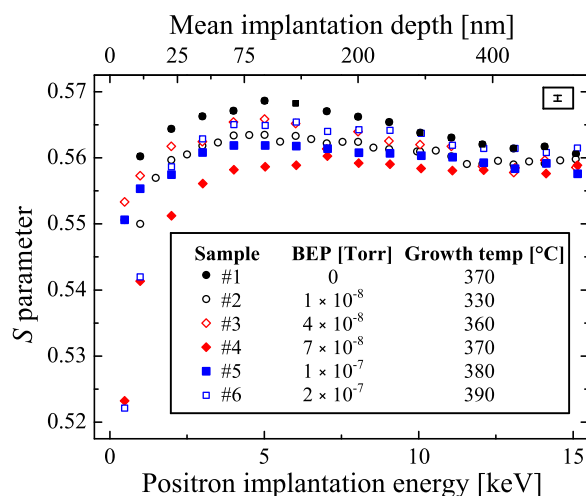 Mean implantation depth [nm]
0 25 75 200 400
0.57
0.56
0.55
0.54
0.53
0.52
S parameter
Sample BEP [Torr] Growth temp [°C]
#1 0 370
#2 1 × 10⁻⁸ 330
#3 4 × 10⁻⁸ 360
#4 7 × 10⁻⁸ 370
#5 1 × 10⁻⁷ 380
#6 2 × 10⁻⁷ 390
0 5 10 15
Positron implantation energy [keV]